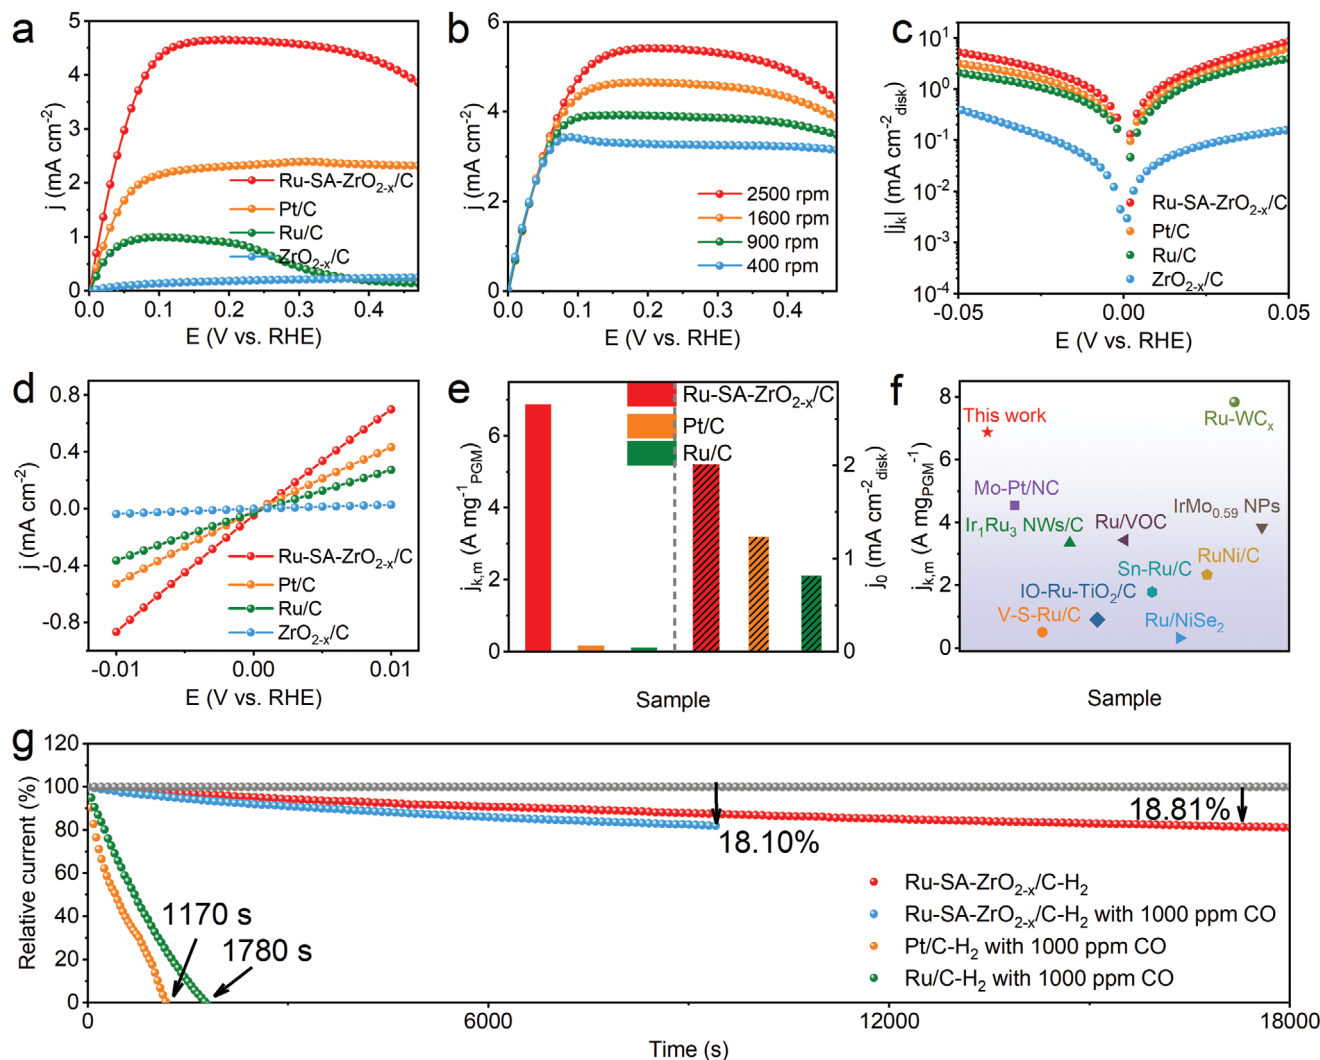 a
5
4
3
2
1
0
j (mA cm⁻²)
Ru-SA-ZrO₂₋ₓ/C
Pt/C
Ru/C
ZrO₂₋ₓ/C
0.0 0.1 0.2 0.3 0.4
E (V vs. RHE)
b
6
4
2
0
j (mA cm⁻²)
2500 rpm
1600 rpm
900 rpm
400 rpm
0.0 0.1 0.2 0.3 0.4
E (V vs. RHE)
c
10¹
10⁰
10⁻¹
10⁻²
10⁻³
10⁻⁴
|jₖ| (mA cm⁻²disk)
Ru-SA-ZrO₂₋ₓ/C
Pt/C
Ru/C
ZrO₂₋ₓ/C
-0.05 0.00 0.05
E (V vs. RHE)
d
0.8
0.4
0.0
-0.4
-0.8
j (mA cm⁻²)
Ru-SA-ZrO₂₋ₓ/C
Pt/C
Ru/C
ZrO₂₋ₓ/C
-0.01 0.00 0.01
E (V vs. RHE)
e
6
4
2
0
jk,m (A mg⁻¹PGM)
Ru-SA-ZrO₂₋ₓ/C
Pt/C
Ru/C
2
1
0
j₀ (mA cm⁻²disk)
Sample
f
8
6
4
2
0
jk,m (A mgPGM⁻¹)
This work
Ru-WCₓ
Mo-Pt/NC
IrMo₀.₅₉ NPs
Ir₁Ru₃ NWs/C
Ru/VOC
RuNi/C
Sn-Ru/C
IO-Ru-TiO₂/C
V-S-Ru/C
Ru/NiSe₂
Sample
g
120
100
80
60
40
20
0
Relative current (%)
18.10%
18.81%
1170 s
1780 s
Ru-SA-ZrO₂₋ₓ/C-H₂
Ru-SA-ZrO₂₋ₓ/C-H₂ with 1000 ppm CO
Pt/C-H₂ with 1000 ppm CO
Ru/C-H₂ with 1000 ppm CO
0 6000 12000 18000
Time (s)